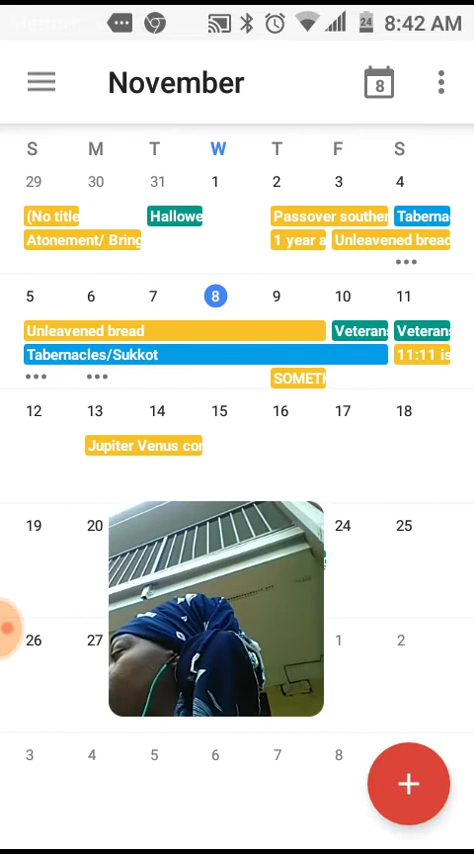 24 8:42 AM
November 8
S M T W T F S
29 30 31 1 2 3 4
(No title Hallowe Passover souther Taberna
Atonement/ Bring 1 year a Unleavened bread
5 6 7 8 9 10 11
Unleavened bread Veterans Veterans
Tabernacles/Sukkot 11:11 is
SOMETI
12 13 14 15 16 17 18
Jupiter Venus con
19 20 24 25
26 27 1 2
3 4 5 6 7 8
+